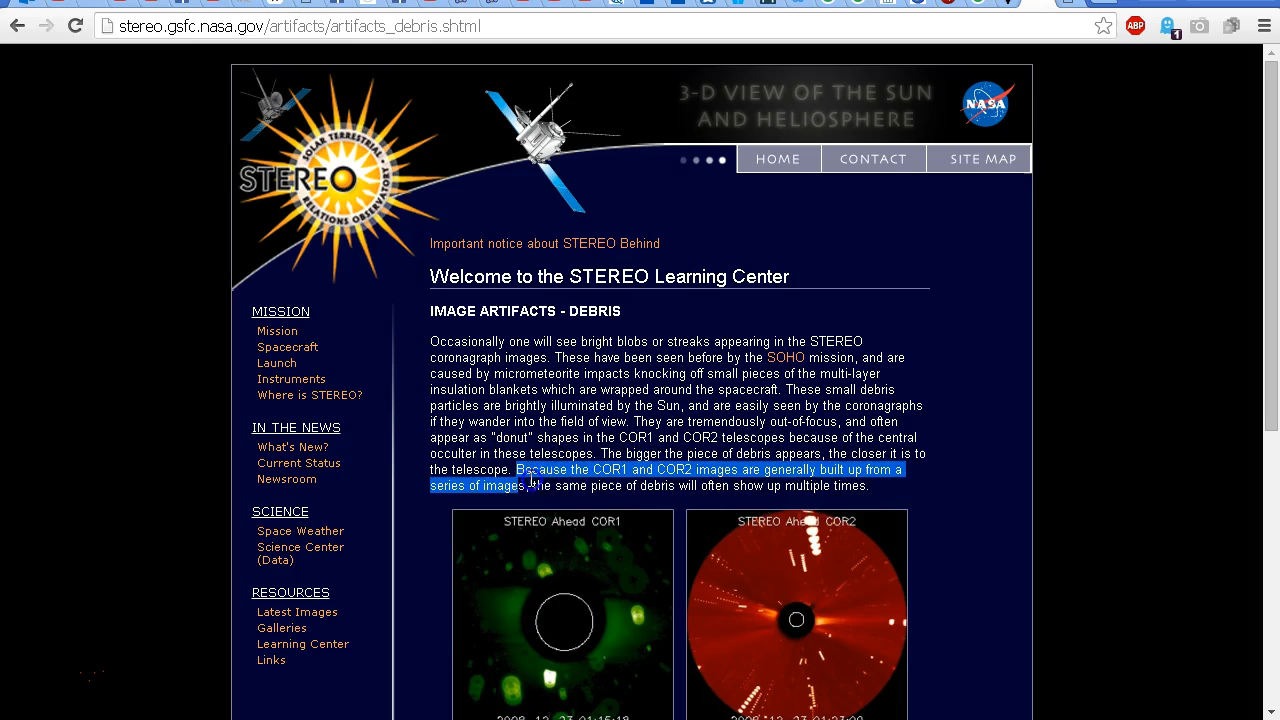 stereo.gsfc.nasa.gov/artifacts/artifacts_debris.shtml
ABP
1
3-D VIEW OF THE SUN
AND HELIOSPHERE
NASA
SOLAR TERRESTRIAL
STEREO
RELATIONS OBSERVATORY
HOME
CONTACT
SITE MAP
Important notice about STEREO Behind
Welcome to the STEREO Learning Center
MISSION
Mission
Spacecraft
Launch
Instruments
Where is STEREO?
IN THE NEWS
What's New?
Current Status
Newsroom
SCIENCE
Space Weather
Science Center
(Data)
RESOURCES
Latest Images
Galleries
Learning Center
Links
IMAGE ARTIFACTS - DEBRIS
Occasionally one will see bright blobs or streaks appearing in the STEREO
coronagraph images. These have been seen before by the SOHO mission, and are
caused by micrometeorite impacts knocking off small pieces of the multi-layer
insulation blankets which are wrapped around the spacecraft. These small debris
particles are brightly illuminated by the Sun, and are easily seen by the coronagraphs
if they wander into the field of view. They are tremendously out-of-focus, and often
appear as "donut" shapes in the COR1 and COR2 telescopes because of the central
occulter in these telescopes. The bigger the piece of debris appears, the closer it is to
the telescope. Because the COR1 and COR2 images are generally built up from a
series of images, the same piece of debris will often show up multiple times.
STEREO Ahead COR1
STEREO Ahead COR2